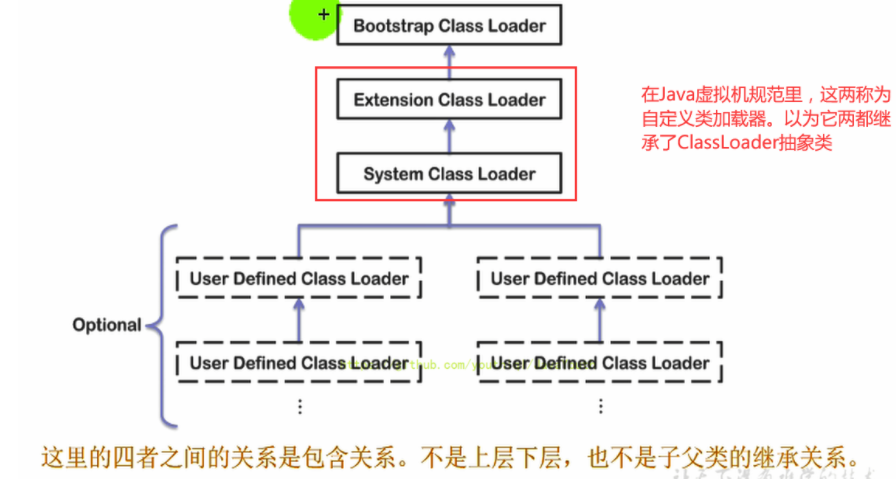 Bootstrap Class Loader
Extension Class Loader
System Class Loader
在Java虚拟机规范里，这两称为
自定义类加载器。以为它两都继
承了ClassLoader抽象类
User Defined Class Loader
User Defined Class Loader
Optional
User Defined Class Loader
User Defined Class Loader
这里的四者之间的关系是包含关系。不是上层下层，也不是子父类的继承关系。